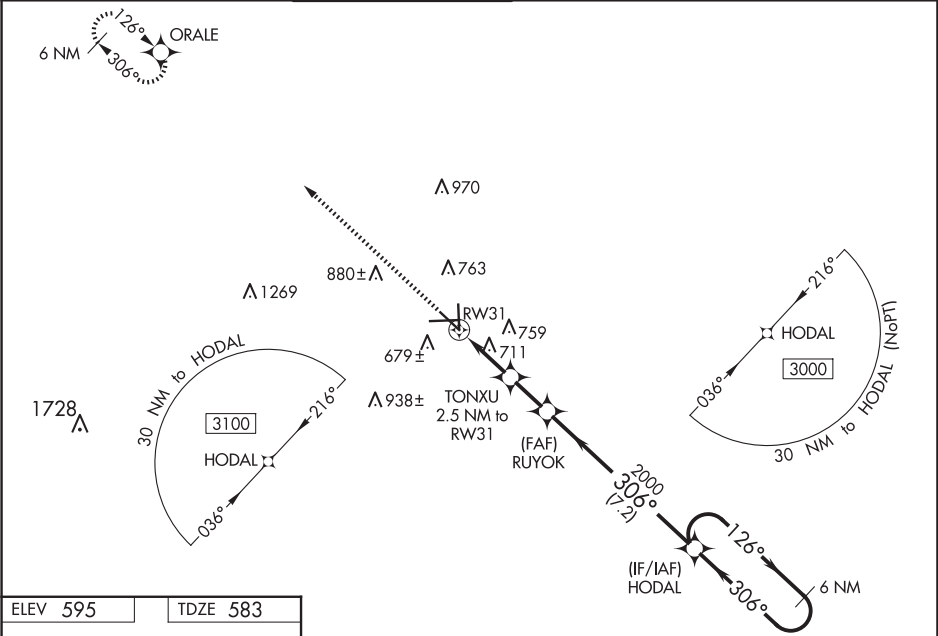 126°
ORALE
6 NM
306°
970
880±
763
1269
RW31
759
679±
711
216°
HODAL
3000
036°
30 NM to HODAL (NoPT)
30 NM to HODAL
1728
3100
216°
HODAL
036°
938±
TONXU
2.5 NM to
RW31
(FAF)
RUYOK
2000
306°
(7.2)
(IF/IAF)
HODAL
126°
306°
6 NM
ELEV 595
TDZE 583